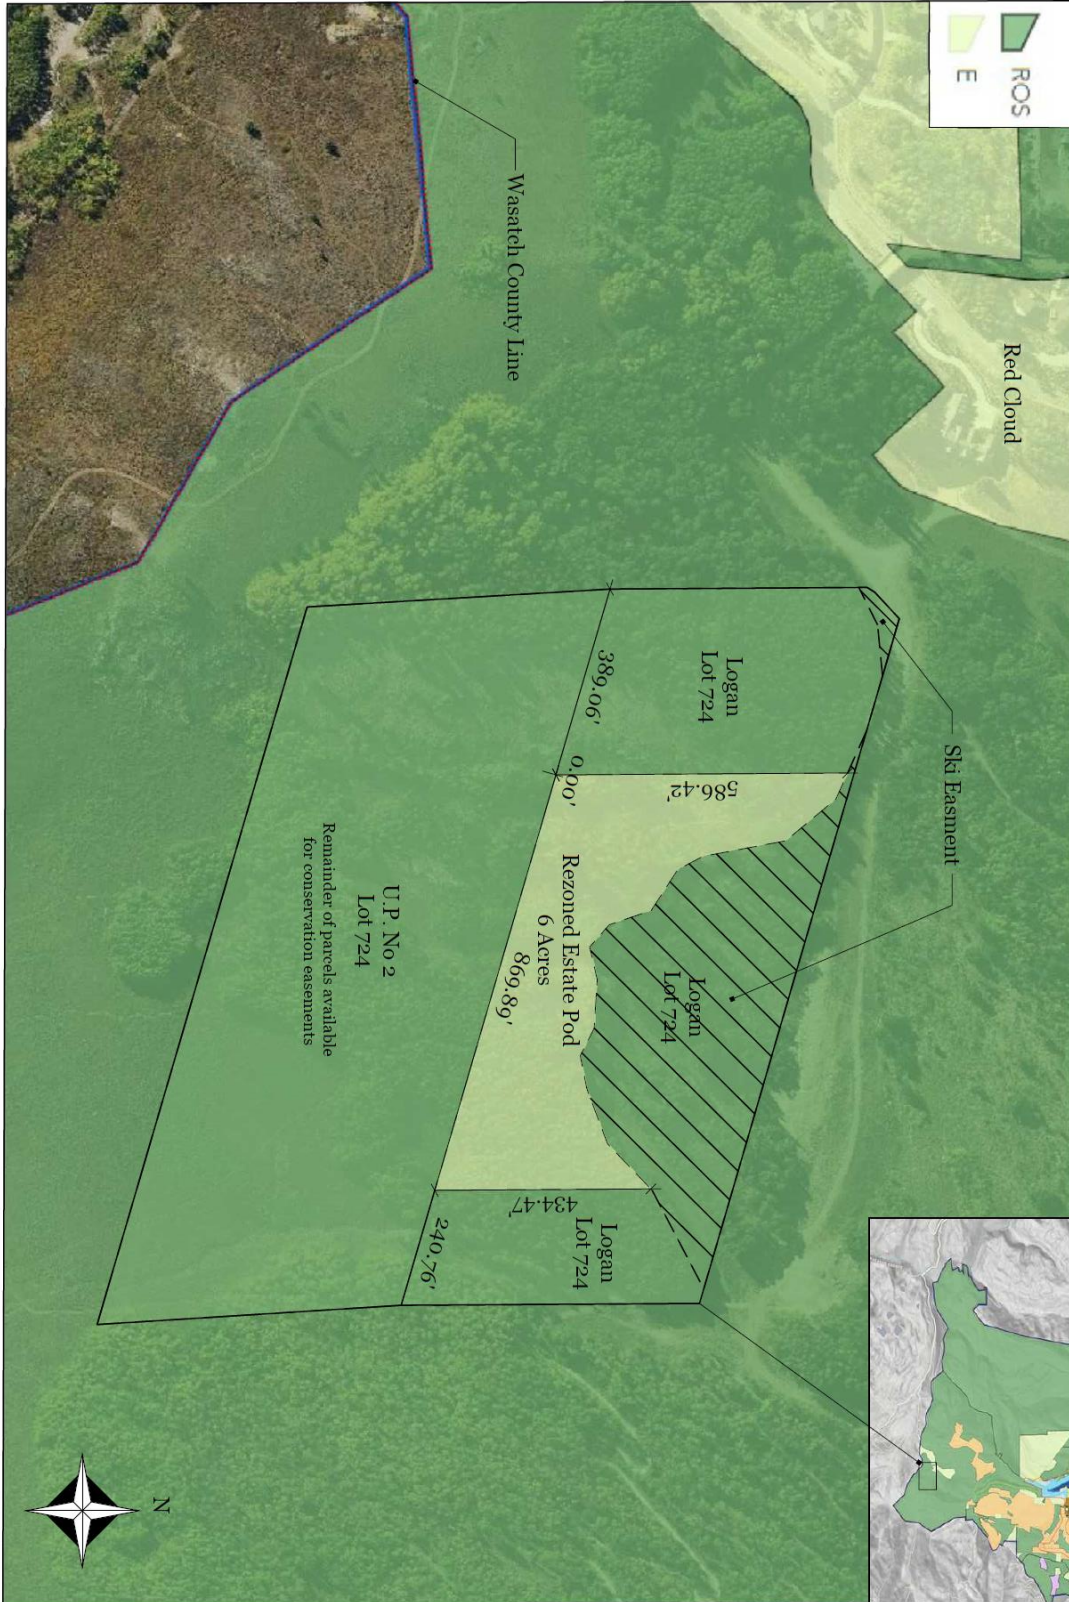 ROS
E
Red Cloud
Wasatch County Line
Ski Easment
Logan
Lot 724
389.06'
0.00'
586.42'
Rezoned Estate Pod
6 Acres
869.89'
Logan
Lot 724
434.47'
Logan
Lot 724
240.76'
U.P. No 2
Lot 724
Remainder of parcels available
for conservation easements
N